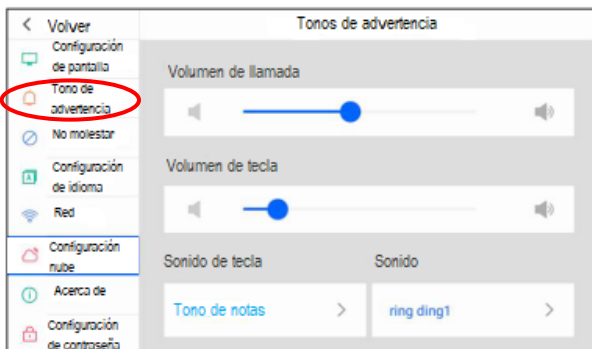 Volver
Tonos de advertencia
Configuración
de pantalla
Tono de
advertencia
No molestar
Configuración
de idioma
Red
Configuración
nube
Acerca de
Configuración
de contraseña
Volumen de llamada
Volumen de tecla
Sonido de tecla
Sonido
Tono de notas
ring ding1